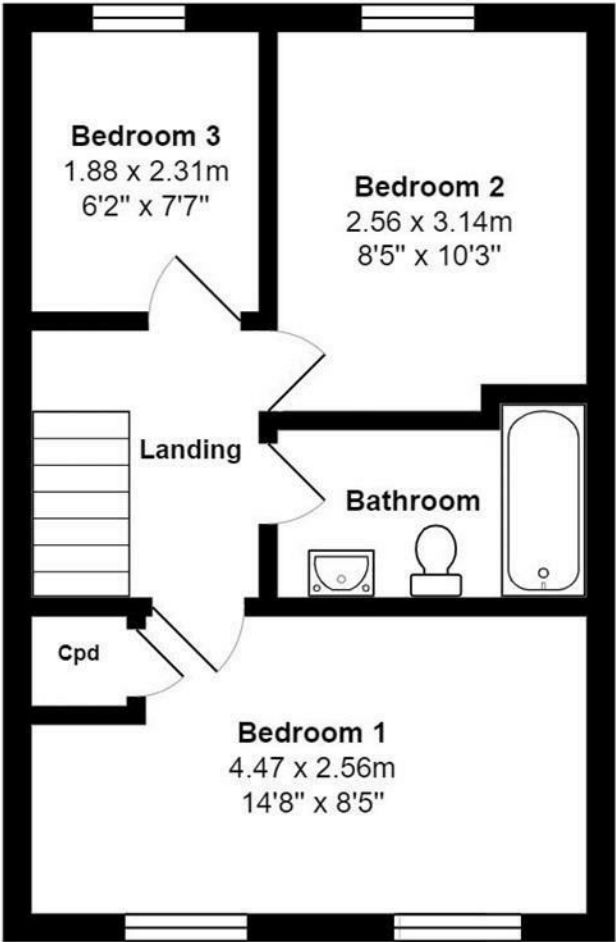 Bedroom 3
1.88 x 2.31m
6'2" x 7'7"
Bedroom 2
2.56 x 3.14m
8'5" x 10'3"
Landing
Bathroom
Cpd
Bedroom 1
4.47 x 2.56m
14'8" x 8'5"